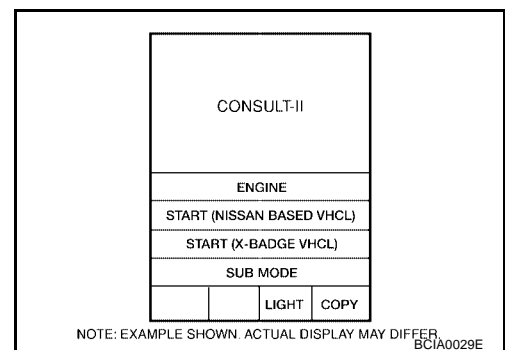 CONSULT-II
ENGINE
START (NISSAN BASED VHCL)
START (X-BADGE VHCL)
SUB MODE
LIGHT COPY
NOTE: EXAMPLE SHOWN. ACTUAL DISPLAY MAY DIFFER.
BCIA0029E